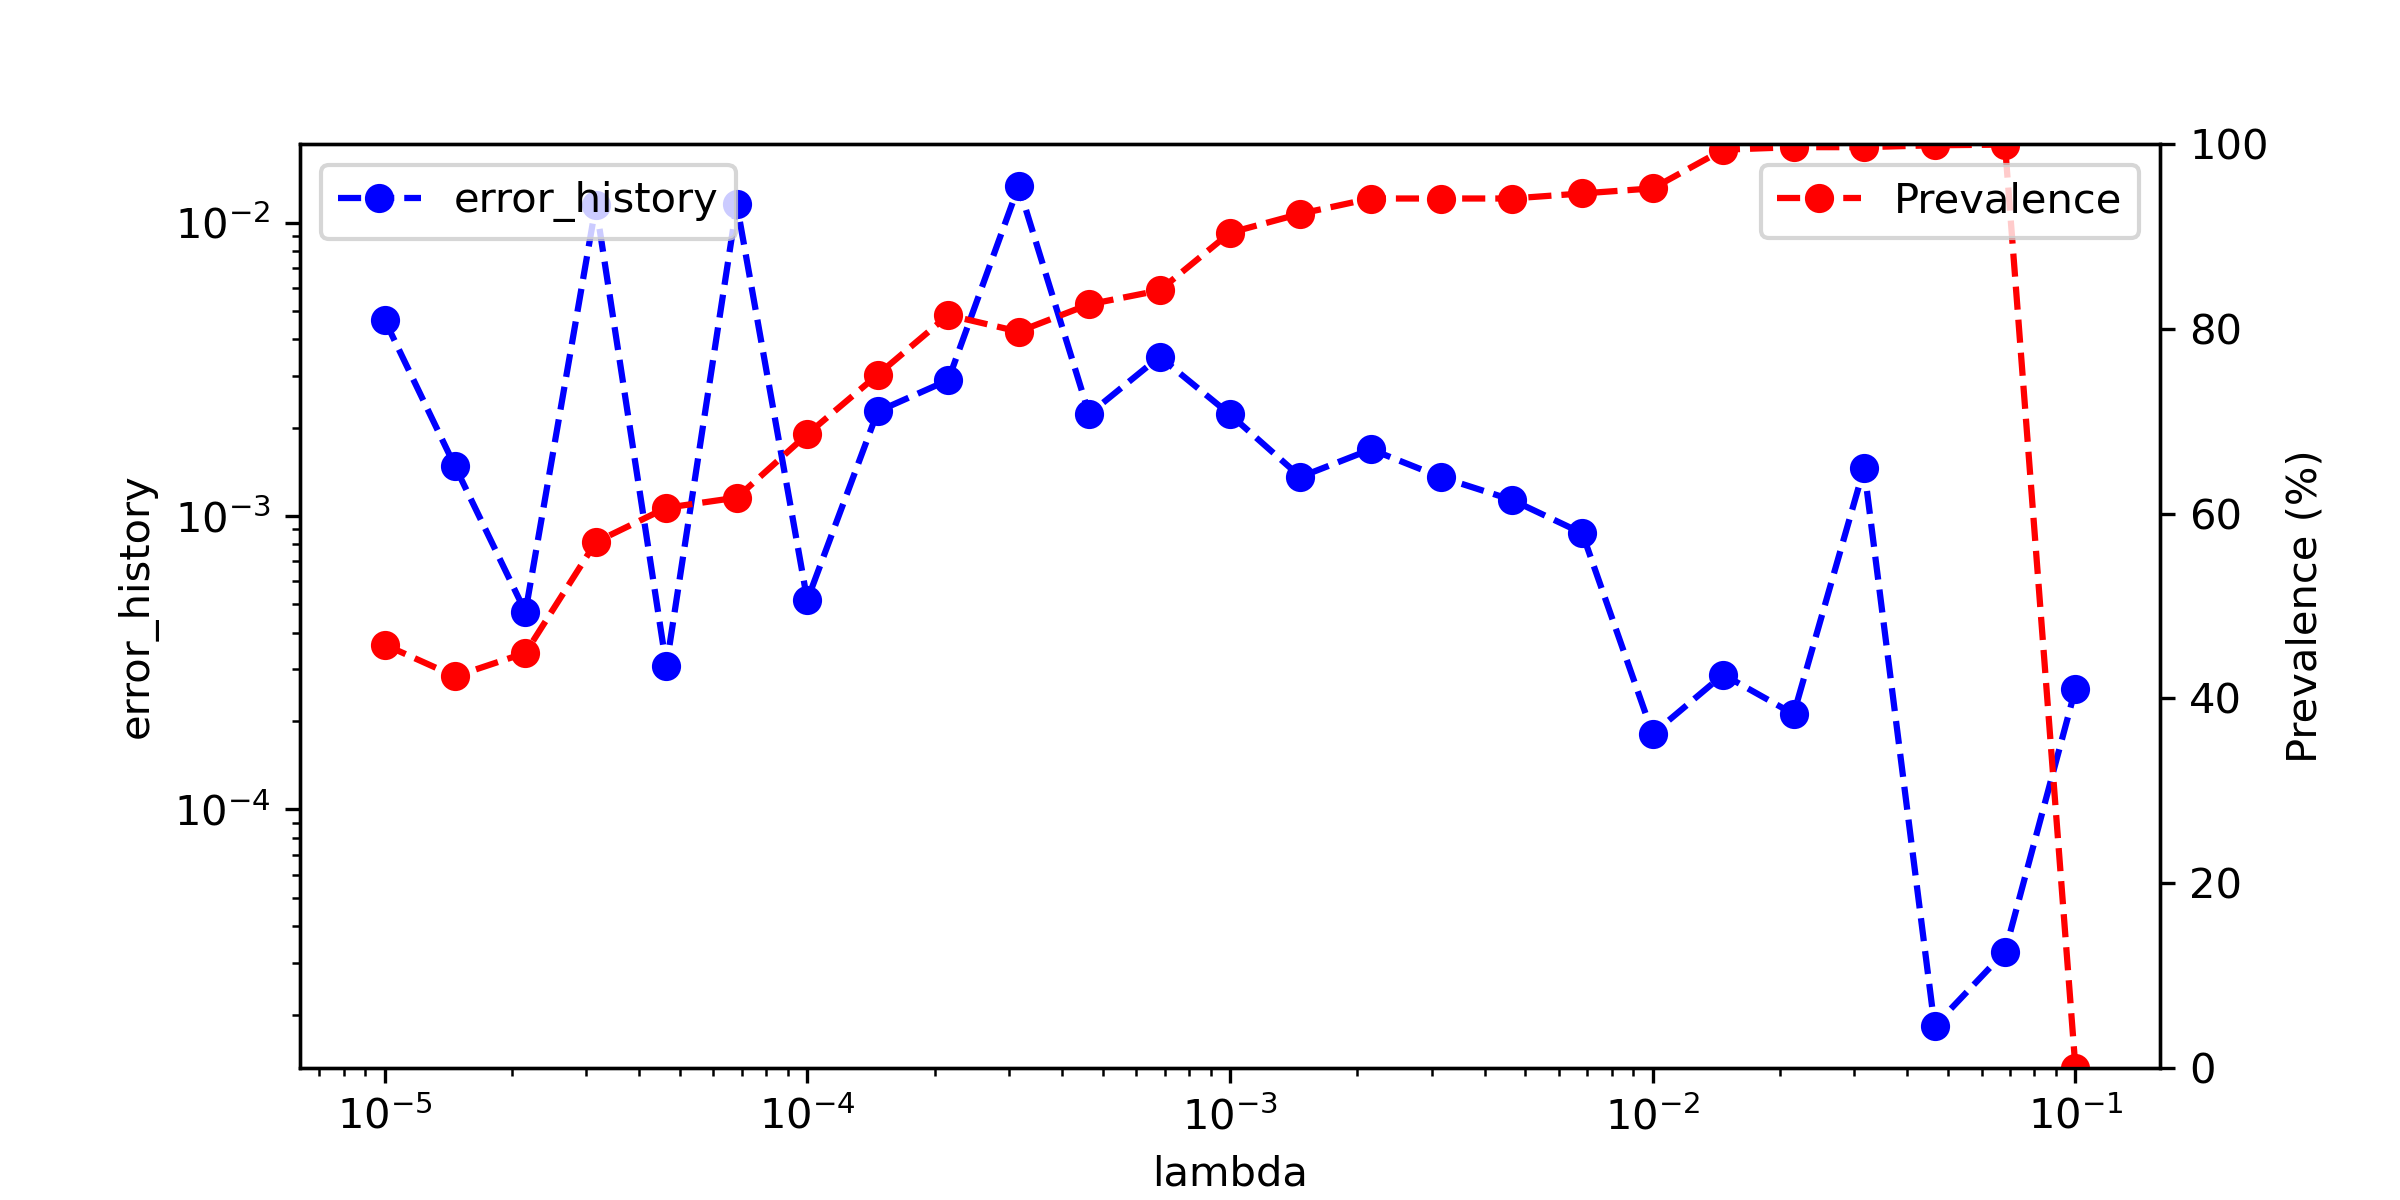 error_history
Prevalence
10⁻²
10⁻³
10⁻⁴
error_history
100
80
60
40
20
0
Prevalence (%)
10⁻⁵
10⁻⁴
10⁻³
10⁻²
10⁻¹
lambda